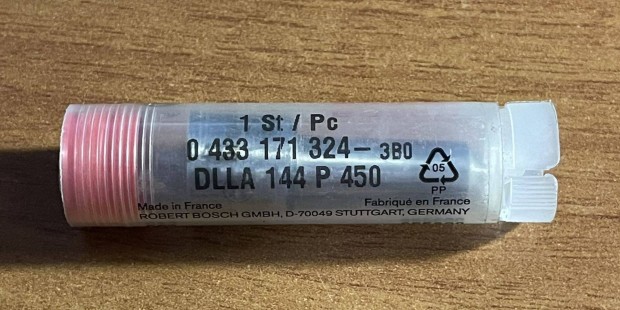 1 St / Pc
0 433 171 324- 3B0
DLLA 144 P 450
05
PP
Made in France Fabriqué en France
ROBERT BOSCH GMBH, D-70049 STUTTGART, GERMANY